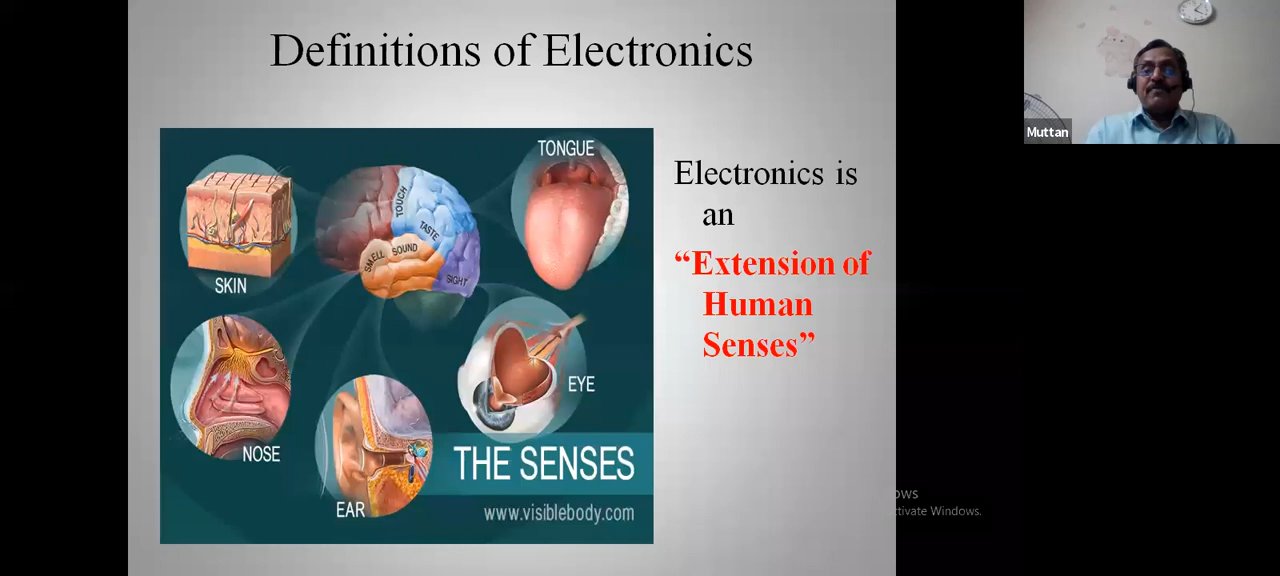 Definitions of Electronics
TONGUE
TOUCH
TASTE
SMELL
SOUND
SIGHT
SKIN
EYE
NOSE
EAR
THE SENSES
www.visiblebody.com
Electronics is
an
“Extension of
Human
Senses”
Muttan
ows
ctivate Windows.